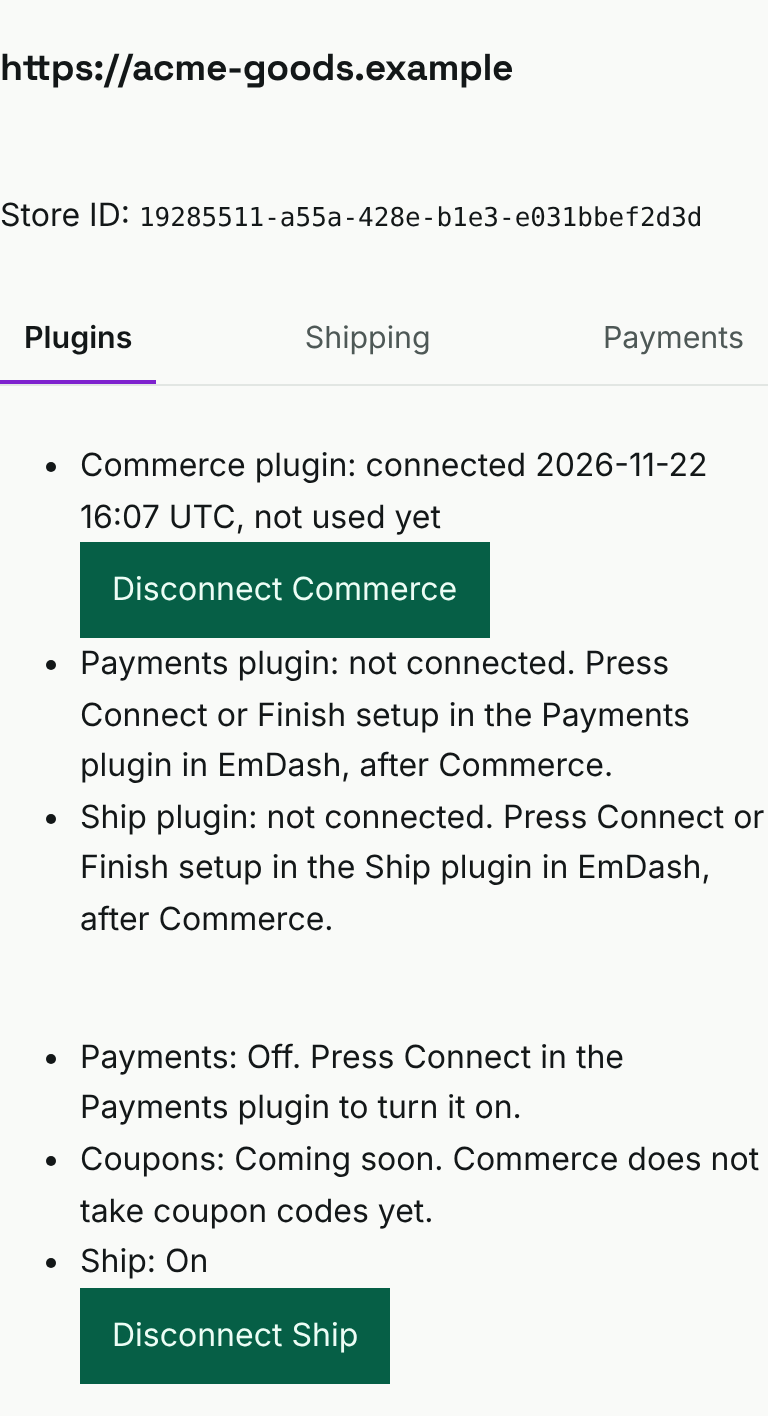 https://acme-goods.example
Store ID: 19285511-a55a-428e-b1e3-e031bbef2d3d
Plugins Shipping Payments
• Commerce plugin: connected 2026-11-22
16:07 UTC, not used yet
Disconnect Commerce
• Payments plugin: not connected. Press
Connect or Finish setup in the Payments
plugin in EmDash, after Commerce.
• Ship plugin: not connected. Press Connect or
Finish setup in the Ship plugin in EmDash,
after Commerce.
• Payments: Off. Press Connect in the
Payments plugin to turn it on.
• Coupons: Coming soon. Commerce does not
take coupon codes yet.
• Ship: On
Disconnect Ship